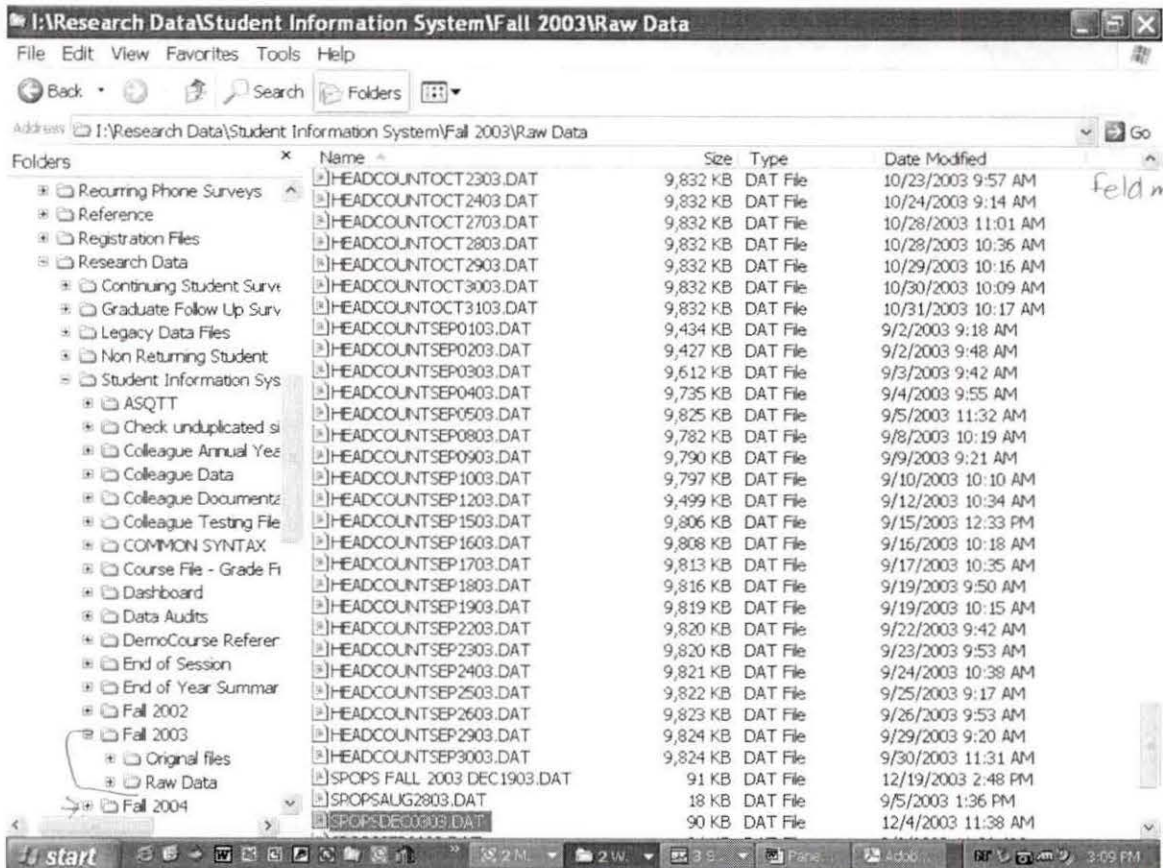 I:\Research Data\Student Information System\Fall 2003\Raw Data
File Edit View Favorites Tools Help
Back Search Folders
Address I:\Research Data\Student Information System\Fall 2003\Raw Data Go
Folders × Name Size Type Date Modified
Recurring Phone Surveys
Reference
Registration Files
Research Data
Continuing Student Surve
Graduate Follow Up Surv
Legacy Data Files
Non Returning Student
Student Information Sys
ASQTT
Check unduplicated si
Colleague Annual Yea
Colleague Data
Colleague Documenta
Colleague Testing File
COMMON SYNTAX
Course File - Grade Fi
Dashboard
Data Audits
DemoCourse Referen
End of Session
End of Year Summar
Fall 2002
Fall 2003
Original files
Raw Data
Fall 2004
HEADCOUNTOCT2303.DAT 9,832 KB DAT File 10/23/2003 9:57 AM
HEADCOUNTOCT2403.DAT 9,832 KB DAT File 10/24/2003 9:14 AM
HEADCOUNTOCT2703.DAT 9,832 KB DAT File 10/28/2003 11:01 AM
HEADCOUNTOCT2803.DAT 9,832 KB DAT File 10/28/2003 10:36 AM
HEADCOUNTOCT2903.DAT 9,832 KB DAT File 10/29/2003 10:16 AM
HEADCOUNTOCT3003.DAT 9,832 KB DAT File 10/30/2003 10:09 AM
HEADCOUNTOCT3103.DAT 9,832 KB DAT File 10/31/2003 10:17 AM
HEADCOUNTSEP0103.DAT 9,434 KB DAT File 9/2/2003 9:18 AM
HEADCOUNTSEP0203.DAT 9,427 KB DAT File 9/2/2003 9:48 AM
HEADCOUNTSEP0303.DAT 9,612 KB DAT File 9/3/2003 9:42 AM
HEADCOUNTSEP0403.DAT 9,735 KB DAT File 9/4/2003 9:55 AM
HEADCOUNTSEP0503.DAT 9,825 KB DAT File 9/5/2003 11:32 AM
HEADCOUNTSEP0803.DAT 9,782 KB DAT File 9/8/2003 10:19 AM
HEADCOUNTSEP0903.DAT 9,790 KB DAT File 9/9/2003 9:21 AM
HEADCOUNTSEP1003.DAT 9,797 KB DAT File 9/10/2003 10:10 AM
HEADCOUNTSEP1203.DAT 9,499 KB DAT File 9/12/2003 10:34 AM
HEADCOUNTSEP1503.DAT 9,806 KB DAT File 9/15/2003 12:33 PM
HEADCOUNTSEP1603.DAT 9,808 KB DAT File 9/16/2003 10:18 AM
HEADCOUNTSEP1703.DAT 9,813 KB DAT File 9/17/2003 10:35 AM
HEADCOUNTSEP1803.DAT 9,816 KB DAT File 9/19/2003 9:50 AM
HEADCOUNTSEP1903.DAT 9,819 KB DAT File 9/19/2003 10:15 AM
HEADCOUNTSEP2203.DAT 9,820 KB DAT File 9/22/2003 9:42 AM
HEADCOUNTSEP2303.DAT 9,820 KB DAT File 9/23/2003 9:53 AM
HEADCOUNTSEP2403.DAT 9,821 KB DAT File 9/24/2003 10:38 AM
HEADCOUNTSEP2503.DAT 9,822 KB DAT File 9/25/2003 9:17 AM
HEADCOUNTSEP2603.DAT 9,823 KB DAT File 9/26/2003 9:53 AM
HEADCOUNTSEP2903.DAT 9,824 KB DAT File 9/29/2003 9:20 AM
HEADCOUNTSEP3003.DAT 9,824 KB DAT File 9/30/2003 11:31 AM
SPOPS FALL 2003 DEC1903.DAT 91 KB DAT File 12/19/2003 2:48 PM
SPOPSAUG2803.DAT 18 KB DAT File 9/5/2003 1:36 PM
SPOPSDEC0303.DAT 90 KB DAT File 12/4/2003 11:38 AM
start 2 M 2 W 3 S Pane... Adob... 3:09 PM